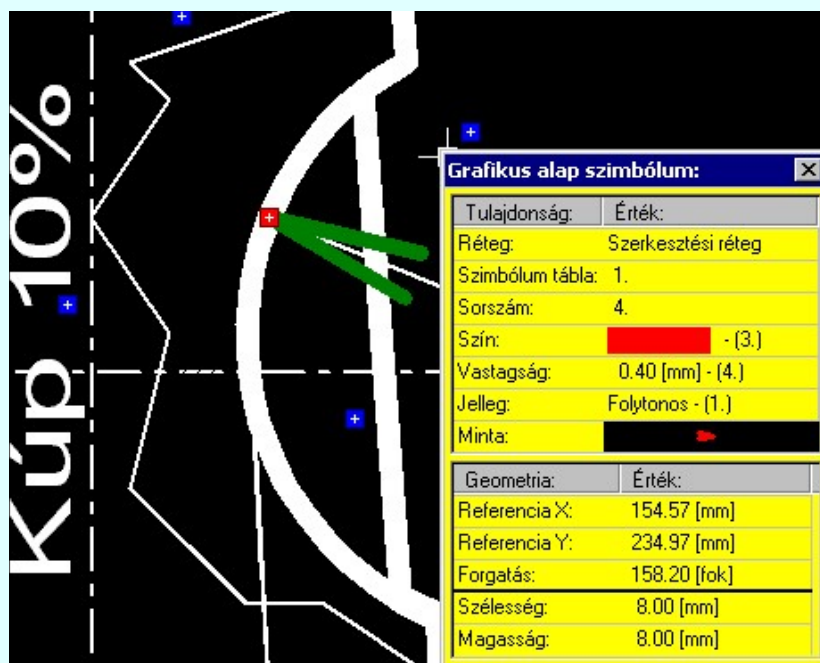 Kúp 10%
Grafikus alap szimbólum:
Tulajdonság: Érték:
Réteg: Szerkesztési réteg
Szimbólum tábla: 1.
Sorszám: 4.
Szín: - (3.)
Vastagság: 0.40 [mm] - (4.)
Jelleg: Folytonos - (1.)
Minta:
Geometria: Érték:
Referencia X: 154.57 [mm]
Referencia Y: 234.97 [mm]
Forgatás: 158.20 [fok]
Szélesség: 8.00 [mm]
Magasság: 8.00 [mm]